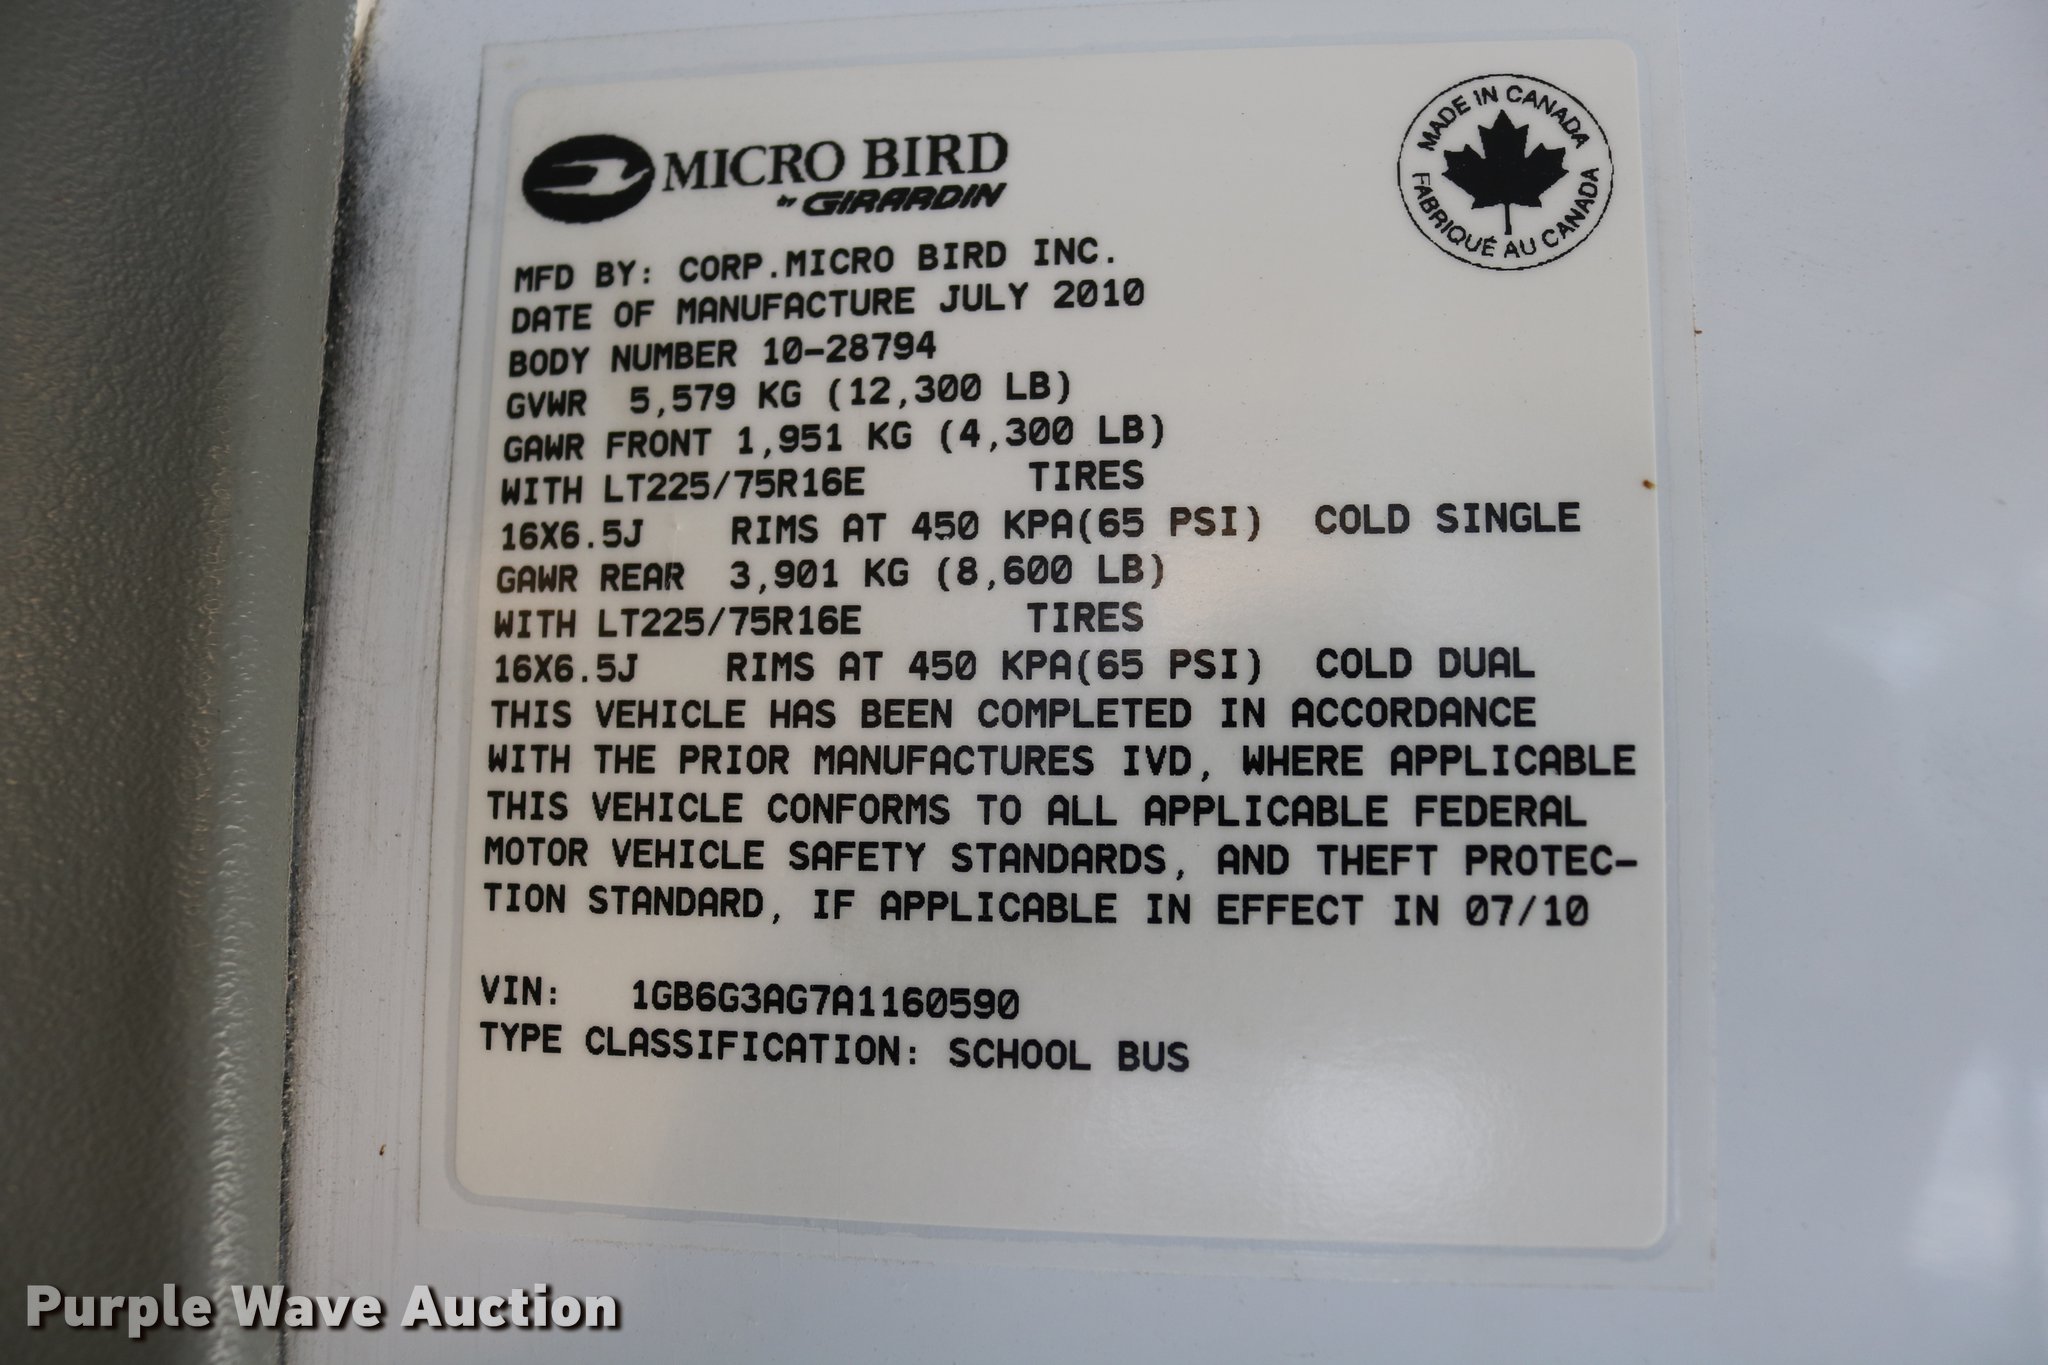 MICRO BIRD
by GIRARDIN
MADE IN CANADA
FABRIQUÉ AU CANADA
MFD BY: CORP.MICRO BIRD INC.
DATE OF MANUFACTURE JULY 2010
BODY NUMBER 10-28794
GVWR 5,579 KG (12,300 LB)
GAWR FRONT 1,951 KG (4,300 LB)
WITH LT225/75R16E TIRES
16X6.5J RIMS AT 450 KPA(65 PSI) COLD SINGLE
GAWR REAR 3,901 KG (8,600 LB)
WITH LT225/75R16E TIRES
16X6.5J RIMS AT 450 KPA(65 PSI) COLD DUAL
THIS VEHICLE HAS BEEN COMPLETED IN ACCORDANCE
WITH THE PRIOR MANUFACTURES IVD, WHERE APPLICABLE
THIS VEHICLE CONFORMS TO ALL APPLICABLE FEDERAL
MOTOR VEHICLE SAFETY STANDARDS, AND THEFT PROTEC-
TION STANDARD, IF APPLICABLE IN EFFECT IN 07/10
VIN: 1GB6G3AG7A1160590
TYPE CLASSIFICATION: SCHOOL BUS
Purple Wave Auction